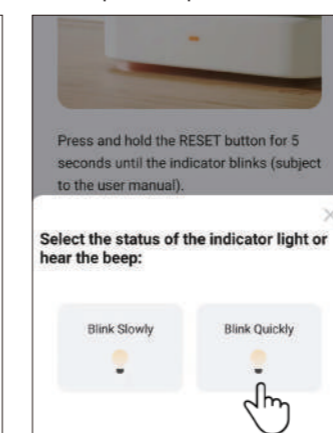 Press and hold the RESET button for 5
seconds until the indicator blinks (subject
to the user manual).
Select the status of the indicator light or
hear the beep:
Blink Slowly
Blink Quickly